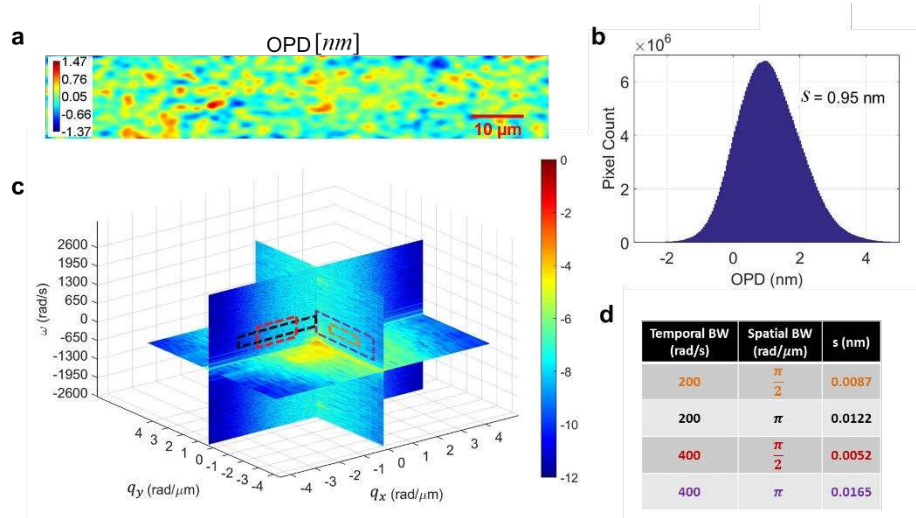 a
OPD [nm]
1.47
0.76
0.05
-0.66
-1.37
10 μm
b
×10⁶
6
4
2
0
Pixel Count
s = 0.95 nm
-2
0
2
4
OPD (nm)
c
2600
1950
1300
650
0
-650
-1300
-1950
-2600
ω (rad/s)
4
3
2
1
0
-1
-2
-3
-4
q_y (rad/μm)
-4
-3
-2
-1
0
1
2
3
4
q_x (rad/μm)
0
-2
-4
-6
-8
-10
-12
d
Temporal BW (rad/s) Spatial BW (rad/μm) s (nm)
200 π/2 0.0087
200 π 0.0122
400 π/2 0.0052
400 π 0.0165